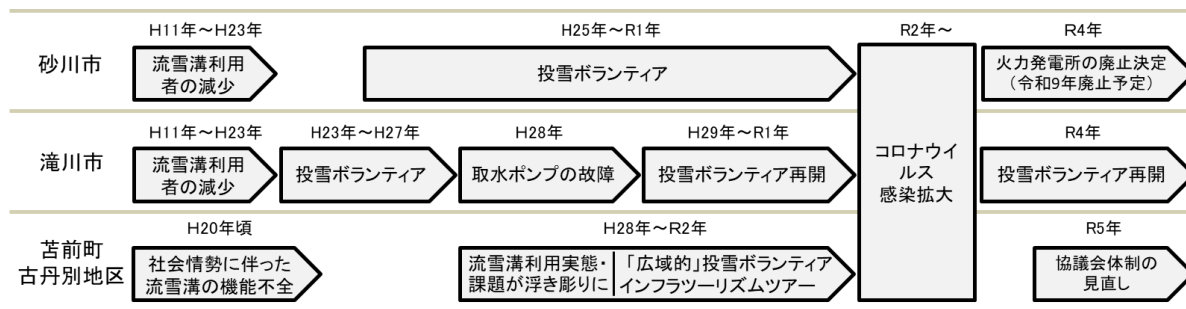 H11年～H23年
H25年～R1年
R2年～
R4年
砂川市
流雪溝利用
者の減少
投雪ボランティア
火力発電所の廃止決定
（令和9年廃止予定）
H11年～H23年
H23年～H27年
H28年
H29年～R1年
R4年
滝川市
流雪溝利用
者の減少
投雪ボランティア
取水ポンプの故障
投雪ボランティア再開
コロナウイ
ルス
感染拡大
投雪ボランティア再開
H20年頃
H28年～R2年
R5年
苫前町
古丹別地区
社会情勢に伴った
流雪溝の機能不全
流雪溝利用実態・
課題が浮き彫りに
「広域的」投雪ボランティア
インフラツーリズムツアー
協議会体制の
見直し